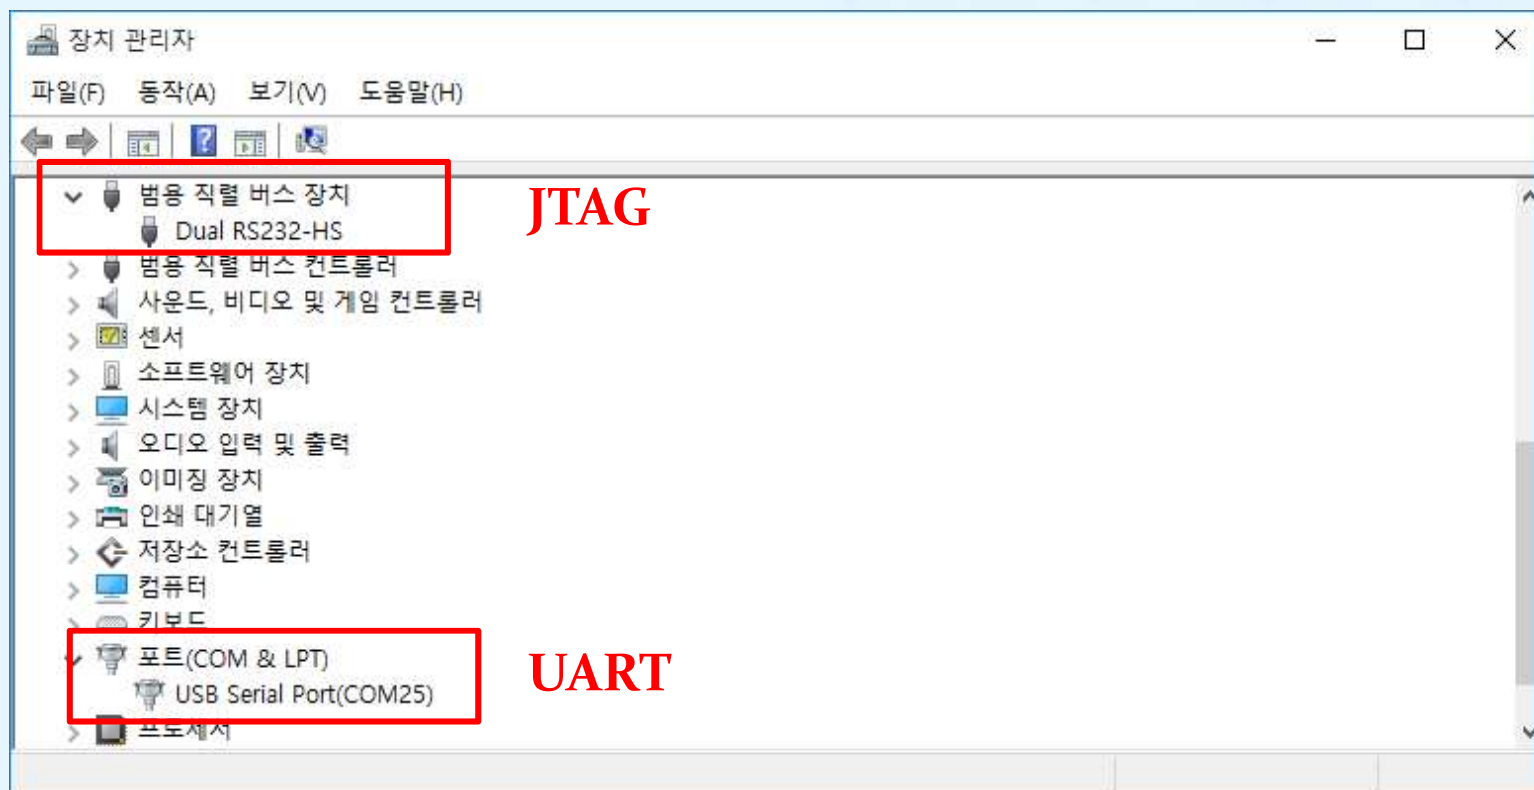 장치 관리자
파일(F) 동작(A) 보기(V) 도움말(H)
범용 직렬 버스 장치
JTAG
Dual RS232-HS
범용 직렬 버스 컨트롤러
사운드, 비디오 및 게임 컨트롤러
센서
소프트웨어 장치
시스템 장치
오디오 입력 및 출력
이미징 장치
인쇄 대기열
저장소 컨트롤러
컴퓨터
키보드
포트(COM & LPT)
UART
USB Serial Port(COM25)
프로세서